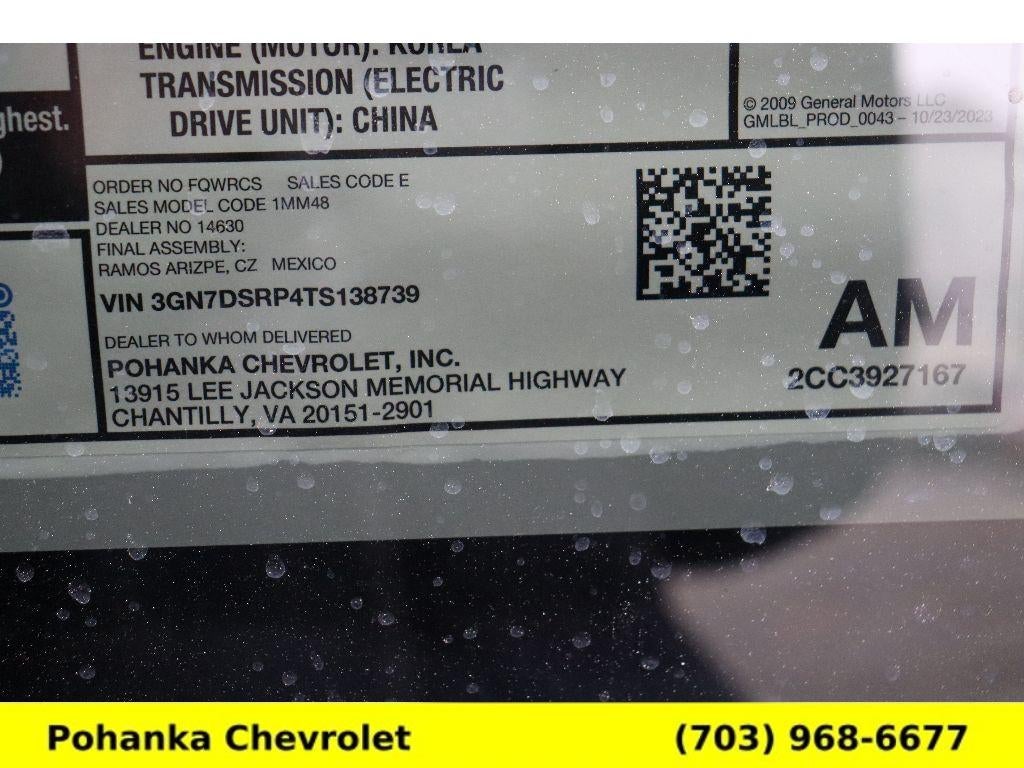 ENGINE (MOTOR): KOREA
TRANSMISSION (ELECTRIC
DRIVE UNIT): CHINA
ghest.
© 2009 General Motors LLC
GMLBL_PROD_0043 – 10/23/2023
ORDER NO FQWRCS SALES CODE E
SALES MODEL CODE 1MM48
DEALER NO 14630
FINAL ASSEMBLY:
RAMOS ARIZPE, CZ MEXICO
VIN 3GN7DSRP4TS138739
DEALER TO WHOM DELIVERED
POHANKA CHEVROLET, INC.
13915 LEE JACKSON MEMORIAL HIGHWAY
CHANTILLY, VA 20151-2901
AM
2CC3927167
Pohanka Chevrolet (703) 968-6677